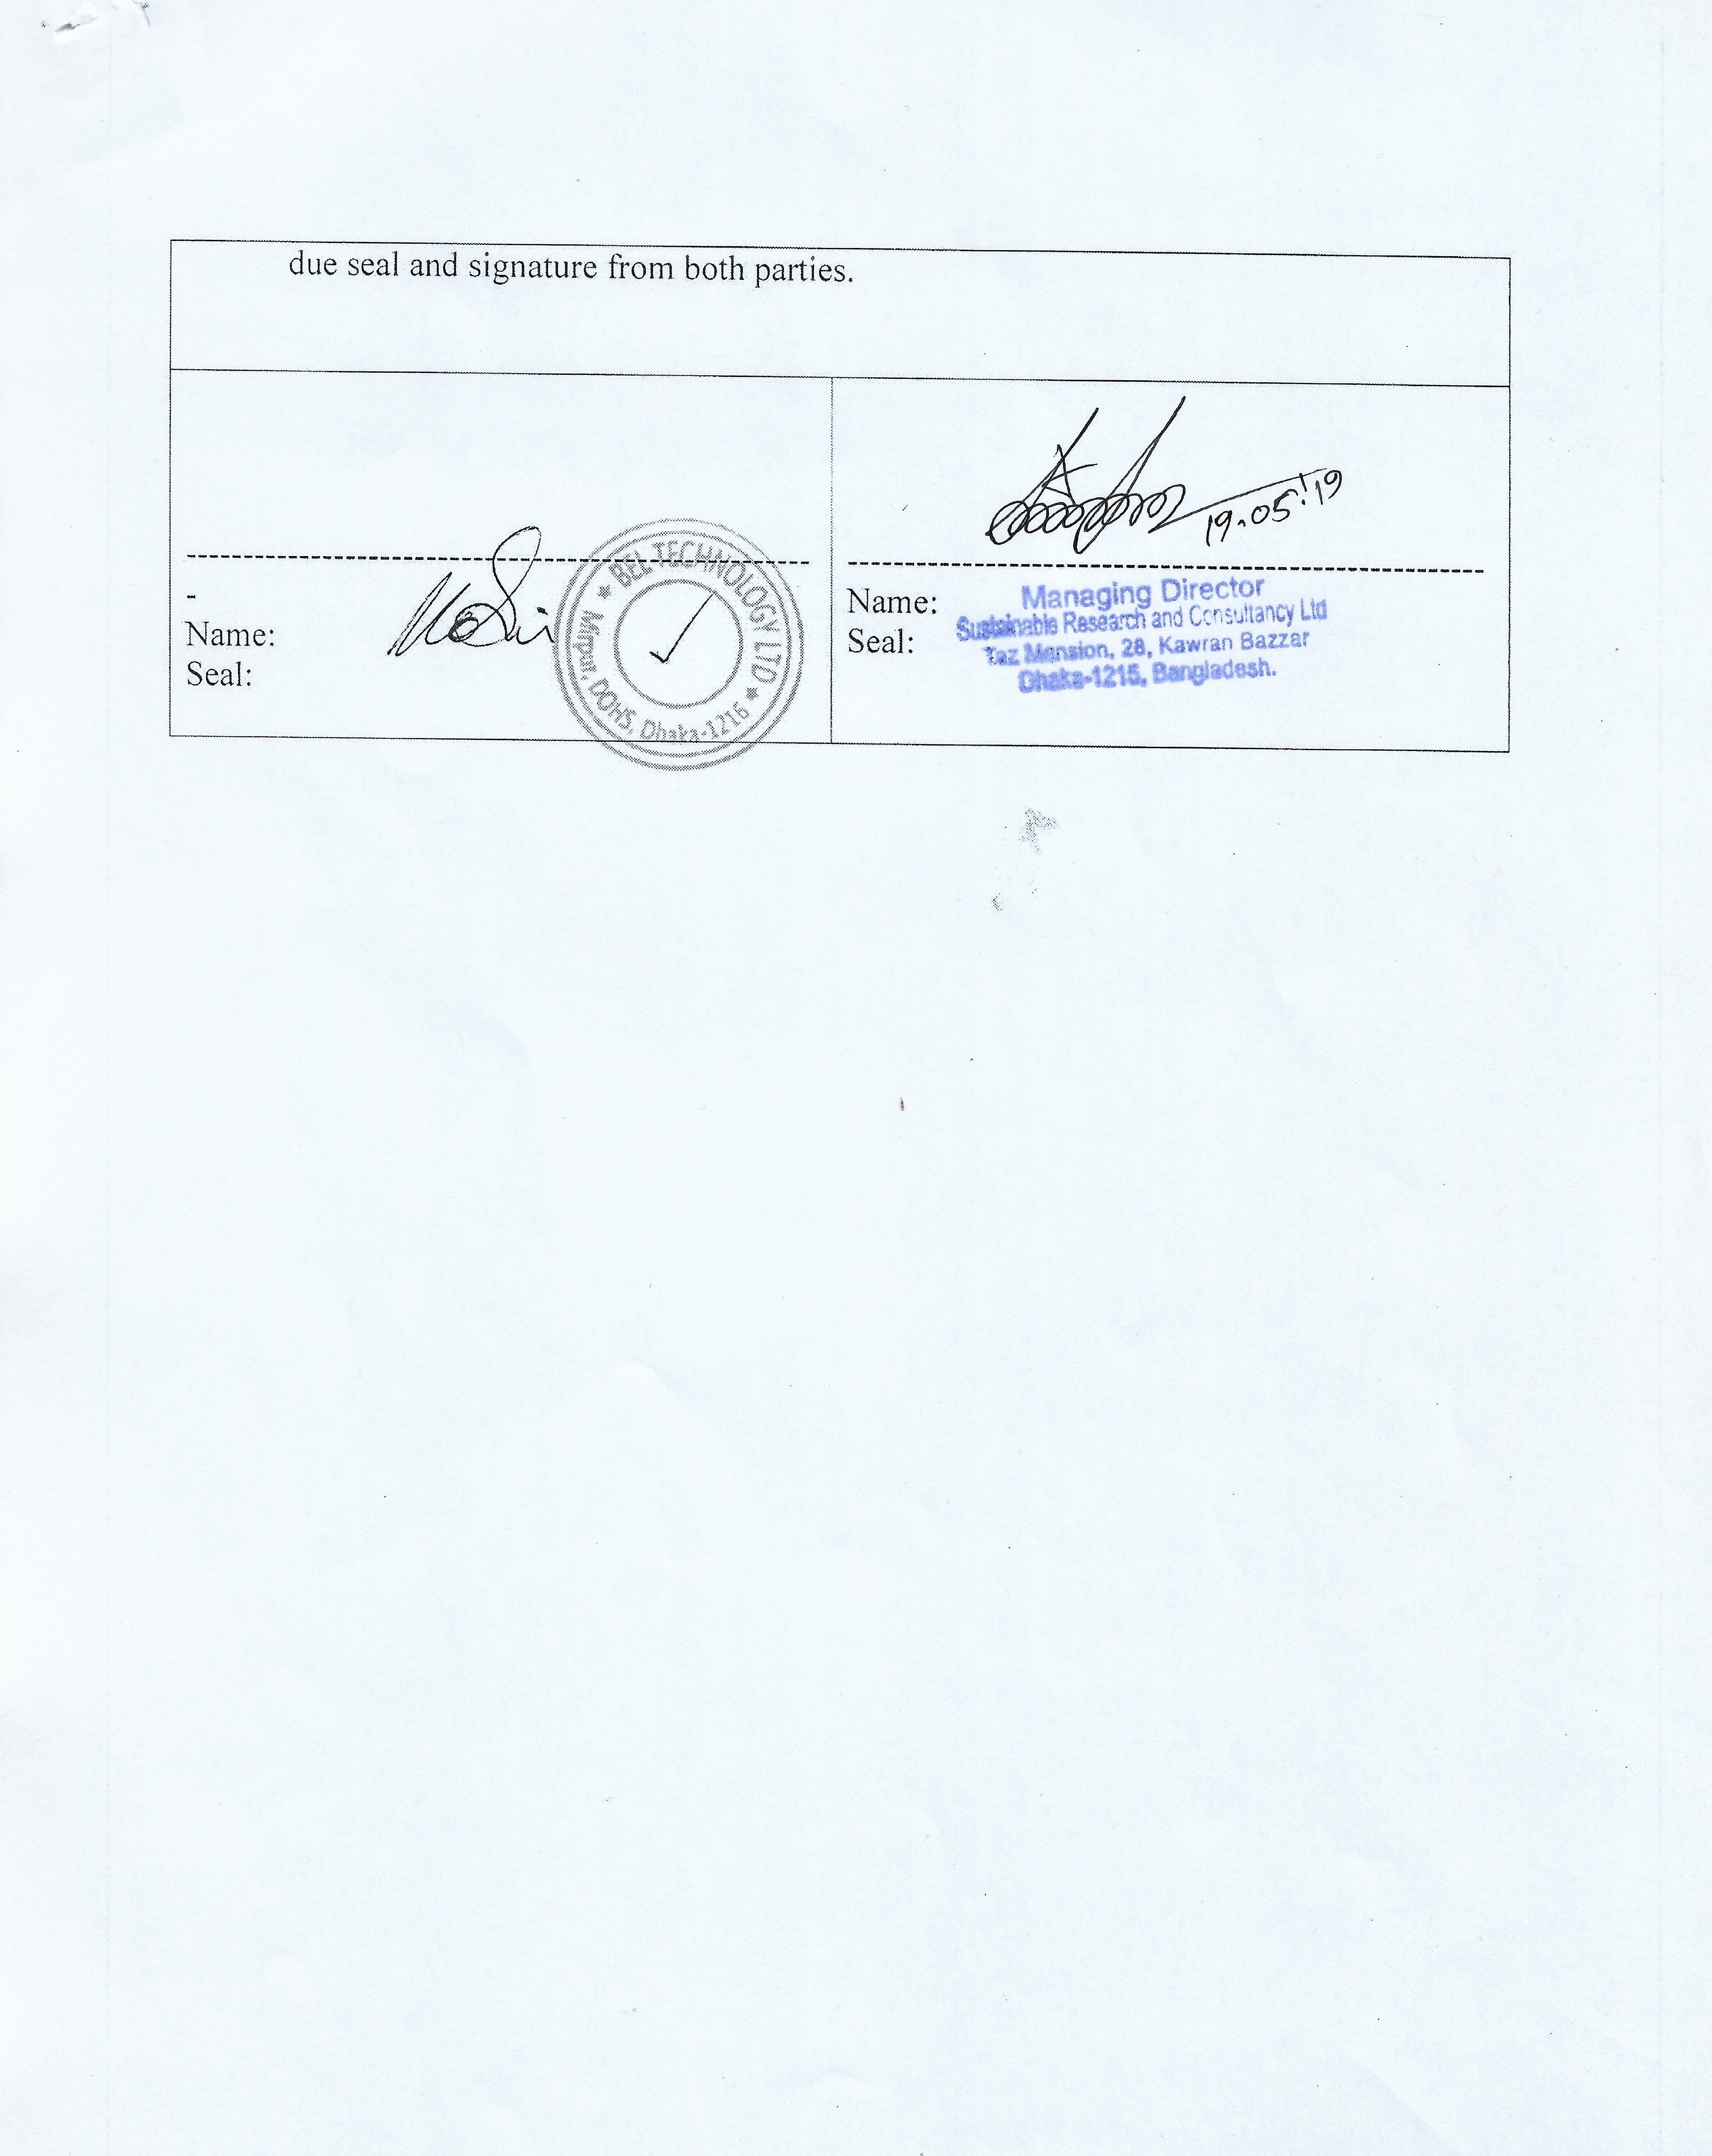 due seal and signature from both parties.
-
Name:
Seal:
★ BEL TECHNOLOGY LTD ★
Mirpur, DOHS, Dhaka-1216
19.05.'19
Name:
Seal:
Managing Director
Sustainable Research and Consultancy Ltd
Taz Mansion, 28, Kawran Bazzar
Dhaka-1215, Bangladesh.